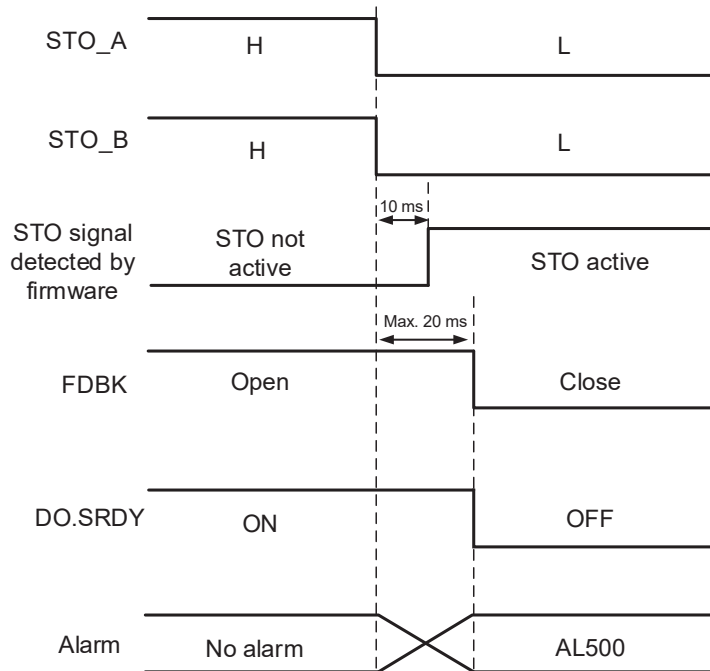 STO_A
H
L
STO_B
H
L
10 ms
STO signal
detected by
firmware
STO not
active
STO active
Max. 20 ms
FDBK
Open
Close
DO.SRDY
ON
OFF
Alarm
No alarm
AL500